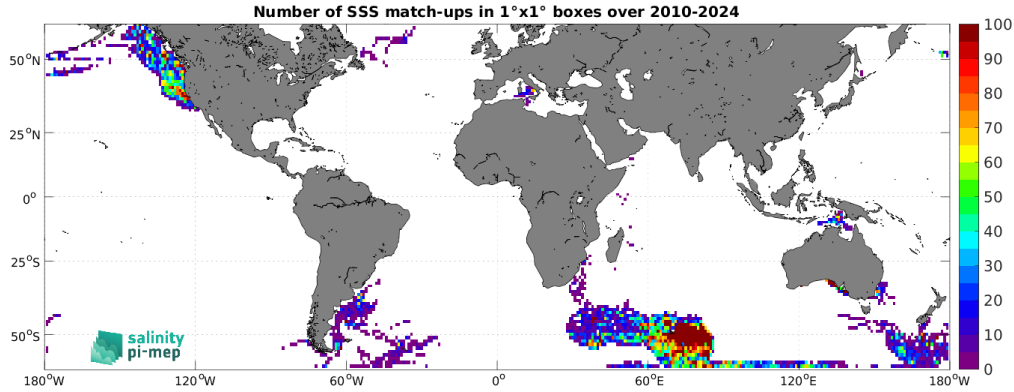 Number of SSS match-ups in 1°x1° boxes over 2010-2024
50°N
25°N
0°
25°S
50°S
180°W
120°W
60°W
0°
60°E
120°E
180°W
100
90
80
70
60
50
40
30
20
10
0
salinity
pi-mep